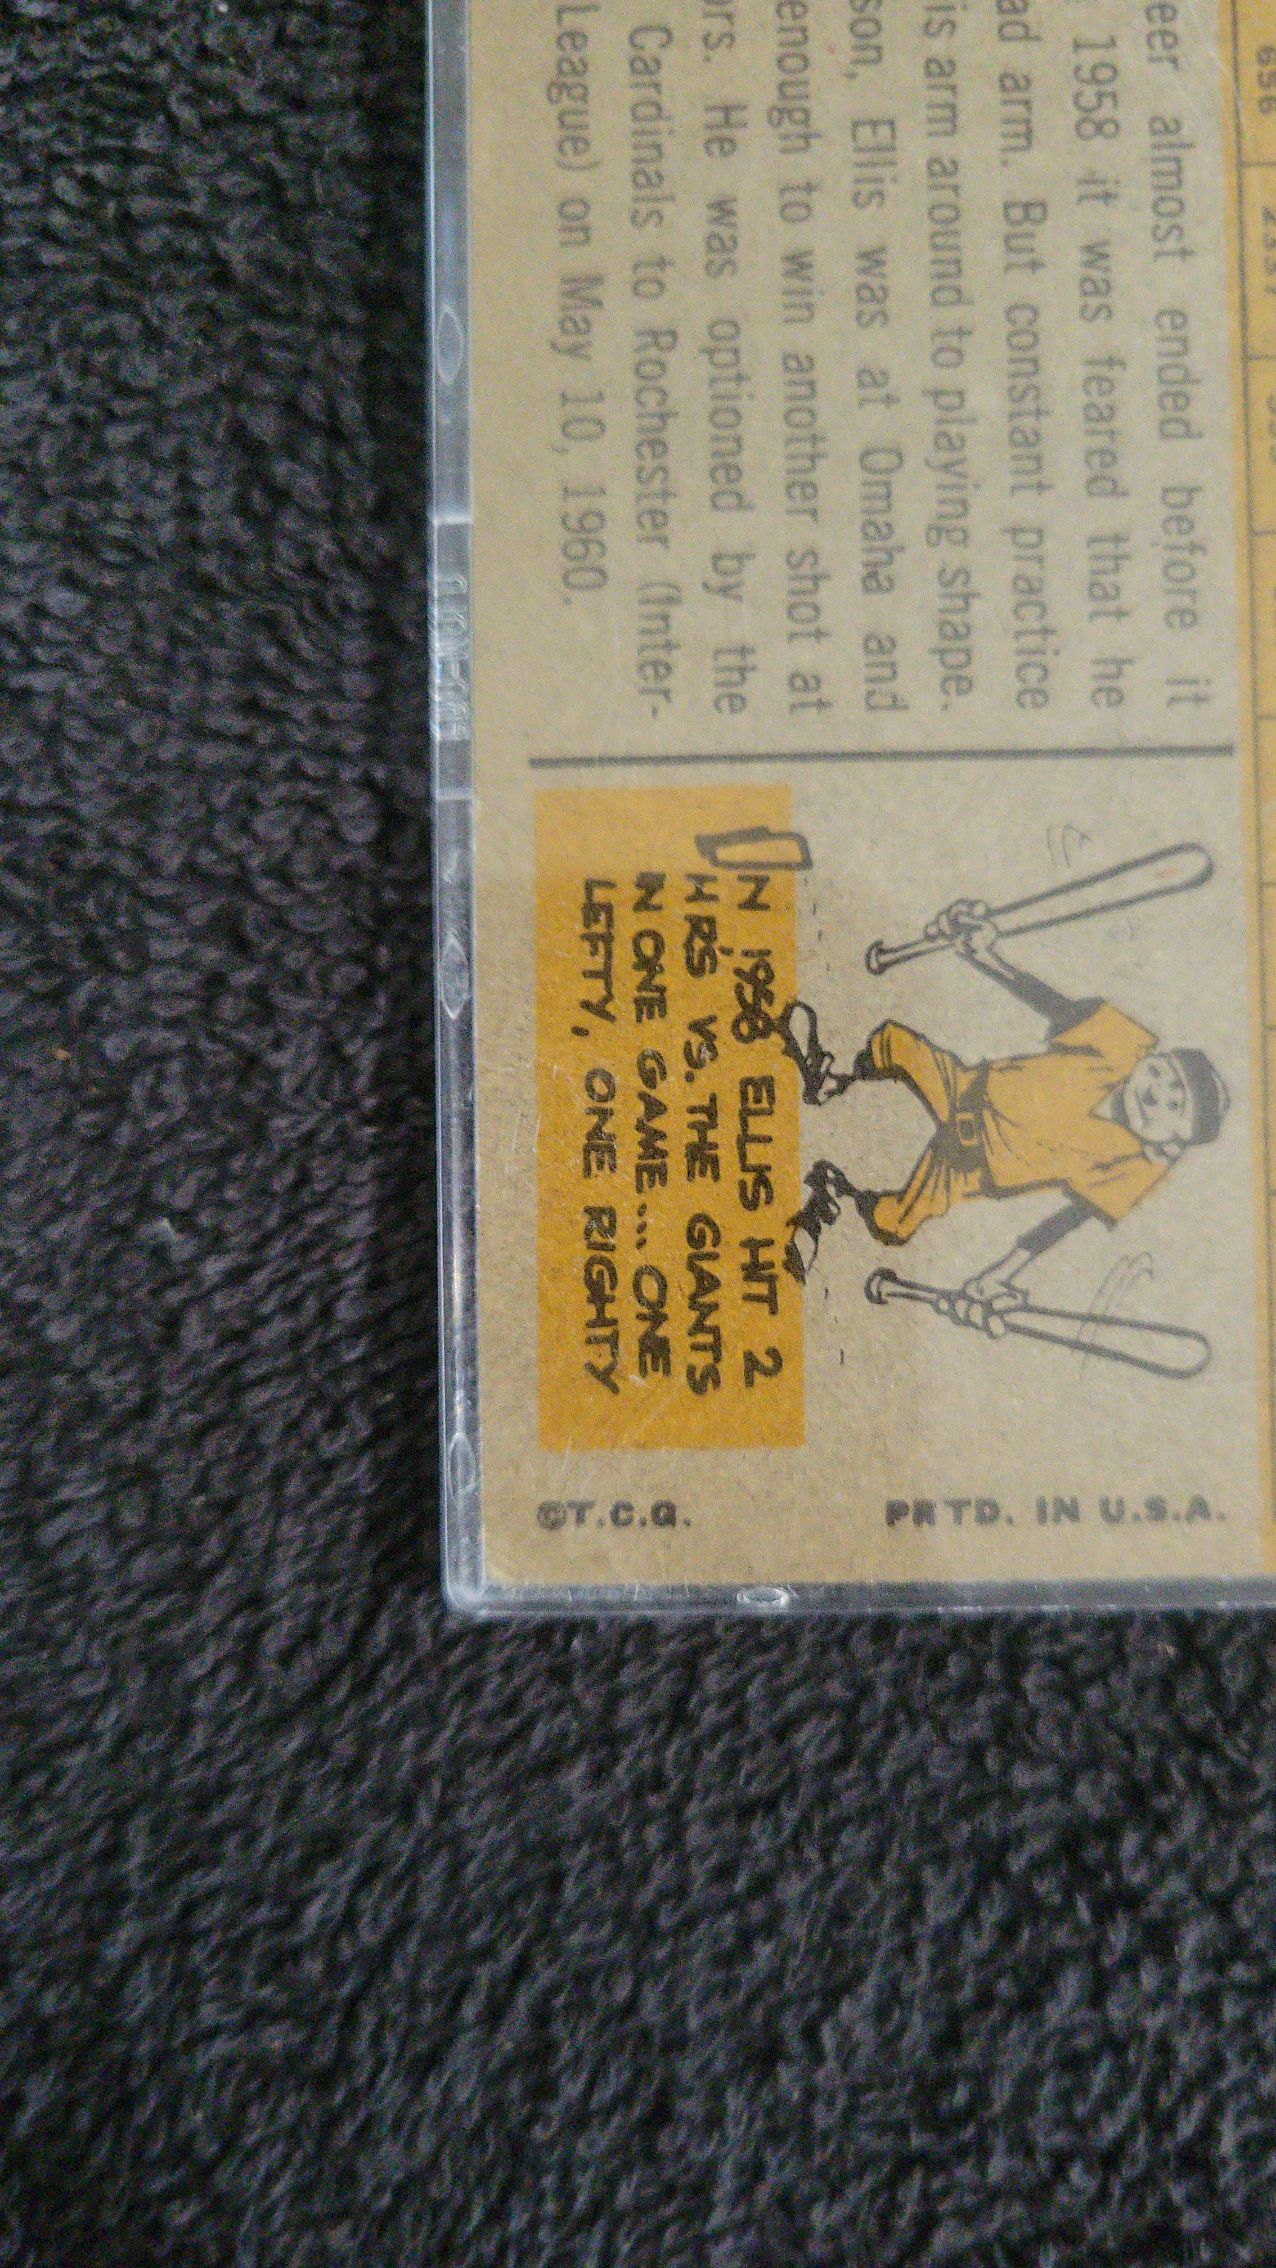 eer almost ended before it
1958 it was feared that he
ad arm. But constant practice
is arm around to playing shape.
son, Ellis was at Omaha and
enough to win another shot at
ors. He was optioned by the
Cardinals to Rochester (Inter-
League) on May 10, 1960.
IN 1958 ELLIS HIT 2
HR'S VS. THE GIANTS
IN ONE GAME... ONE
LEFTY, ONE RIGHTY
©T.C.G. PRTD. IN U.S.A.